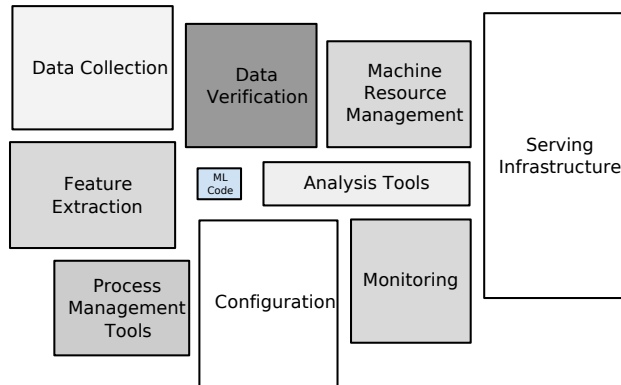 Data Collection
Data
Verification
Machine
Resource
Management
Serving
Infrastructure
Feature
Extraction
ML
Code
Analysis Tools
Process
Management
Tools
Configuration
Monitoring